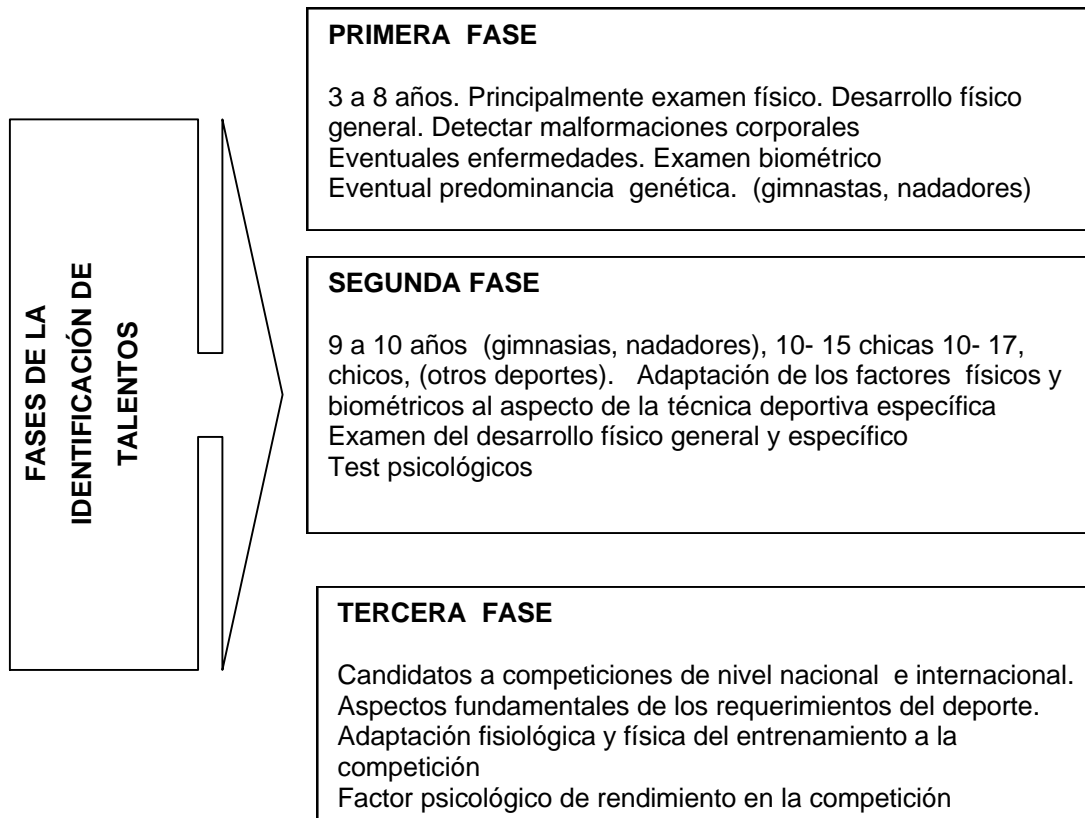 FASES DE LA
IDENTIFICACIÓN DE
TALENTOS
PRIMERA FASE
3 a 8 años. Principalmente examen físico. Desarrollo físico
general. Detectar malformaciones corporales
Eventuales enfermedades. Examen biométrico
Eventual predominancia genética. (gimnastas, nadadores)
SEGUNDA FASE
9 a 10 años (gimnasias, nadadores), 10- 15 chicas 10- 17,
chicos, (otros deportes). Adaptación de los factores físicos y
biométricos al aspecto de la técnica deportiva específica
Examen del desarrollo físico general y específico
Test psicológicos
TERCERA FASE
Candidatos a competiciones de nivel nacional e internacional.
Aspectos fundamentales de los requerimientos del deporte.
Adaptación fisiológica y física del entrenamiento a la
competición
Factor psicológico de rendimiento en la competición